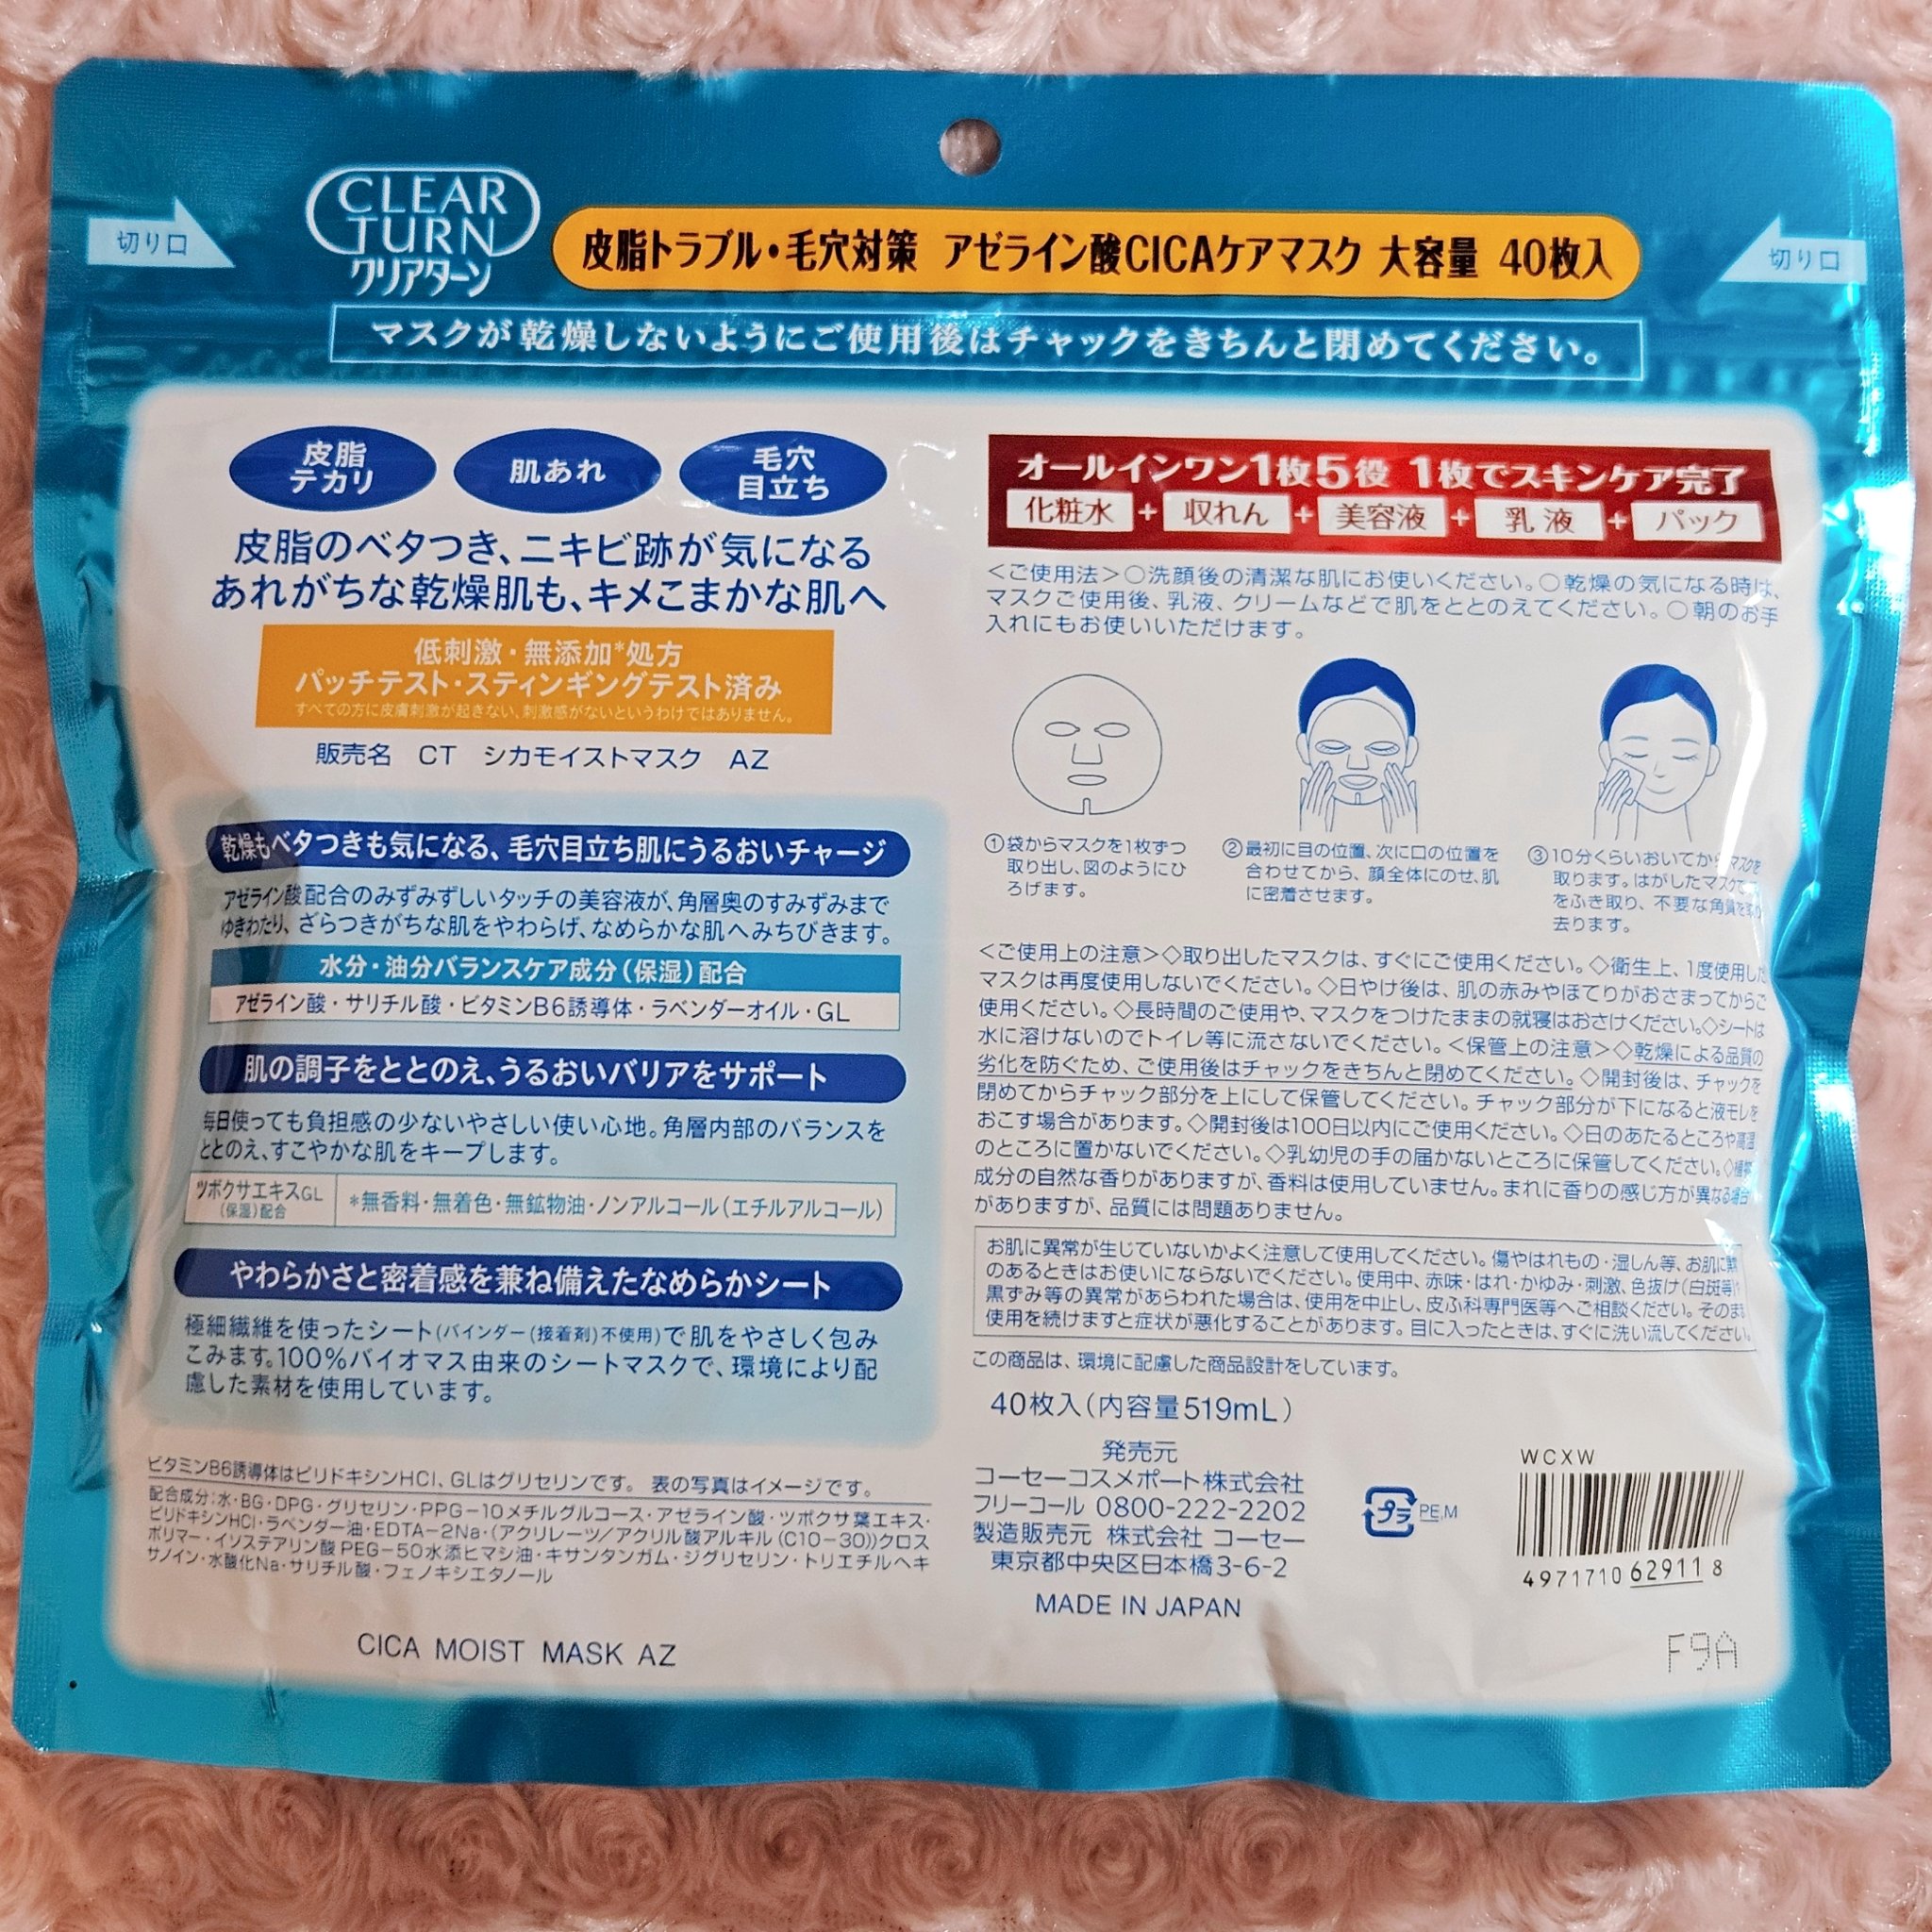 CLEAR
TURN
クリアターン
切り口
皮脂トラブル・毛穴対策 アゼライン酸CICAケアマスク 大容量 40枚入
切り口
マスクが乾燥しないようにご使用後はチャックをきちんと閉めてください。
皮脂
テカリ
肌あれ
毛穴
目立ち
皮脂のベタつき、ニキビ跡が気になる
あれがちな乾燥肌も、キメこまかな肌へ
低刺激・無添加*処方
パッチテスト・スティンギングテスト済み
すべての方に皮膚刺激が起きない、刺激感がないというわけではありません。
販売名 CT シカモイストマスク AZ
乾燥もベタつきも気になる、毛穴目立ち肌にうるおいチャージ
アゼライン酸配合のみずみずしいタッチの美容液が、角層奥のすみずみまで
ゆきわたり、ざらつきがちな肌をやわらげ、なめらかな肌へみちびきます。
水分・油分バランスケア成分(保湿)配合
アゼライン酸・サリチル酸・ビタミンB6誘導体・ラベンダーオイル・GL
肌の調子をととのえ、うるおいバリアをサポート
毎日使っても負担感の少ないやさしい使い心地。角層内部のバランスを
ととのえ、すこやかな肌をキープします。
ツボクサエキスGL
(保湿)配合
*無香料・無着色・無鉱物油・ノンアルコール(エチルアルコール)
やわらかさと密着感を兼ね備えたなめらかシート
極細繊維を使ったシート(バインダー(接着剤)不使用)で肌をやさしく包み
こみます。100%バイオマス由来のシートマスクで、環境により配
慮した素材を使用しています。
ビタミンB6誘導体はピリドキシンHCl、GLはグリセリンです。 表の写真はイメージです。
配合成分:水・BG・DPG・グリセリン・PPG-10メチルグルコース・アゼライン酸・ツボクサ葉エキス・
ピリドキシンHCl・ラベンダー油・EDTA-2Na・(アクリレーツ/アクリル酸アルキル(C10-30))クロス
ポリマー・イソステアリン酸PEG-50水添ヒマシ油・キサンタンガム・ジグリセリン・トリエチルヘキ
サノイン・水酸化Na・サリチル酸・フェノキシエタノール
CICA MOIST MASK AZ
オールインワン1枚5役 1枚でスキンケア完了
化粧水+収れん+美容液+乳液+パック
<ご使用法>○洗顔後の清潔な肌にお使いください。○乾燥の気になる時は、
マスクご使用後、乳液、クリームなどで肌をととのえてください。○朝のお手
入れにもお使いいただけます。
①袋からマスクを1枚ずつ
取り出し、図のようにひ
ろげます。
②最初に目の位置、次に口の位置を
合わせてから、顔全体にのせ、肌
に密着させます。
③10分くらいおいてからマスクを
取ります。はがしたマスクで
をふき取り、不要な角質を取り
去ります。
<ご使用上の注意>◇取り出したマスクは、すぐにご使用ください。◇衛生上、1度使用した
マスクは再度使用しないでください。◇日やけ後は、肌の赤みやほてりがおさまってからご
使用ください。◇長時間のご使用や、マスクをつけたままの就寝はおさけください。◇シートは
水に溶けないのでトイレ等に流さないでください。<保管上の注意>◇乾燥による品質の
劣化を防ぐため、ご使用後はチャックをきちんと閉めてください。◇開封後は、チャックを
閉めてからチャック部分を上にして保管してください。チャック部分が下になると液モレを
おこす場合があります。◇開封後は100日以内にご使用ください。◇日のあたるところや高温
のところに置かないでください。◇乳幼児の手の届かないところに保管してください。◇植物
成分の自然な香りがありますが、香料は使用していません。まれに香りの感じ方が異なる場合
がありますが、品質には問題ありません。
お肌に異常が生じていないかよく注意して使用してください。傷やはれもの・湿しん等、お肌に異常
のあるときはお使いにならないでください。使用中、赤味・はれ・かゆみ・刺激、色抜け(白斑等)や
黒ずみ等の異常があらわれた場合は、使用を中止し、皮ふ科専門医等へご相談ください。そのまま
使用を続けますと症状が悪化することがあります。目に入ったときは、すぐに洗い流してください。
この商品は、環境に配慮した商品設計をしています。
40枚入(内容量519mL)
発売元
コーセーコスメポート株式会社
フリーコール 0800-222-2202
製造販売元 株式会社 コーセー
東京都中央区日本橋3-6-2
MADE IN JAPAN
プラ
PE,M
WCXW
4971710 62911 8
F9A